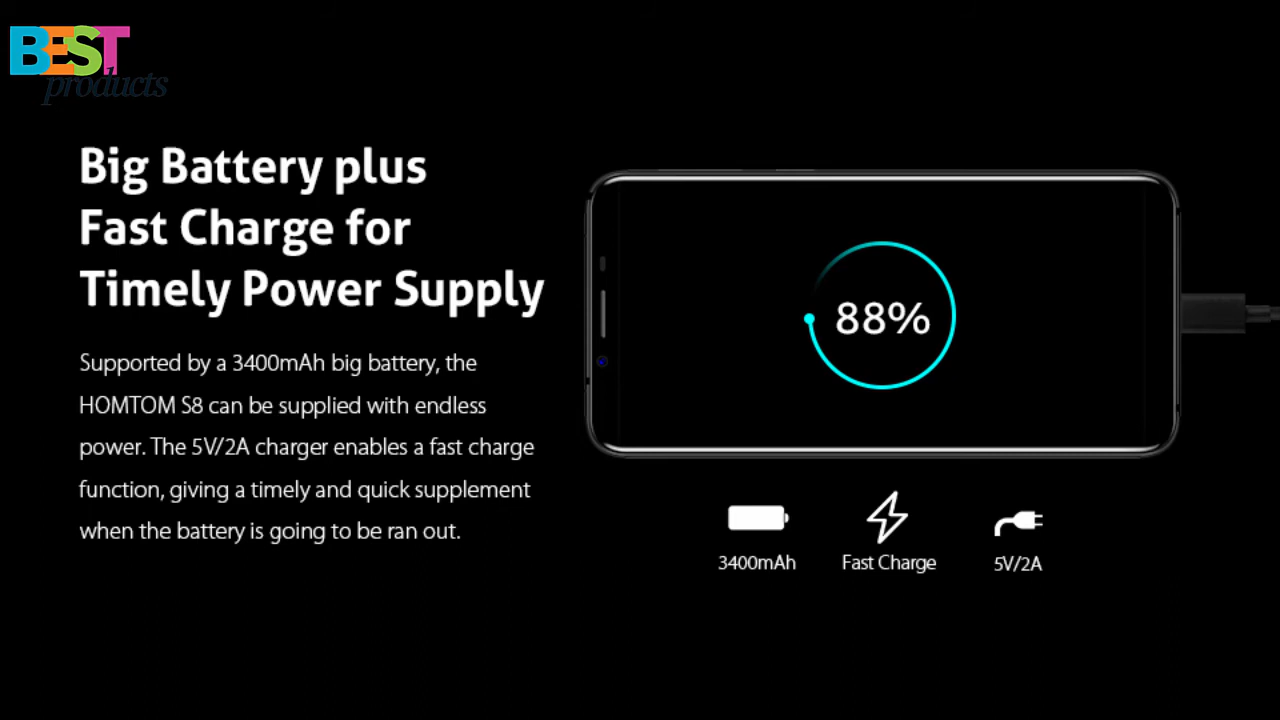 BEST
products
Big Battery plus
Fast Charge for
Timely Power Supply
Supported by a 3400mAh big battery, the
HOMTOM S8 can be supplied with endless
power. The 5V/2A charger enables a fast charge
function, giving a timely and quick supplement
when the battery is going to be ran out.
88%
3400mAh
Fast Charge
5V/2A